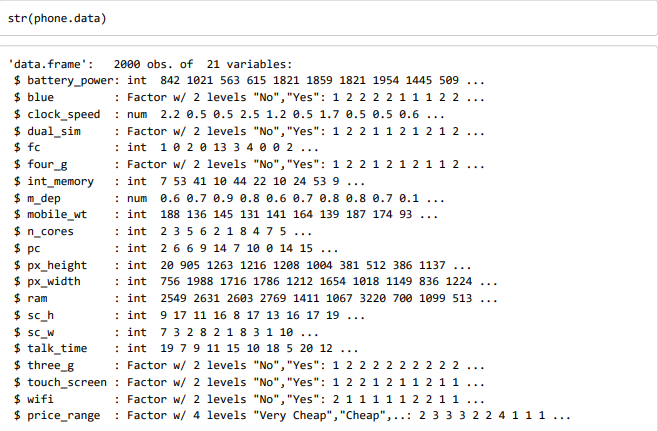 str(phone.data)
'data.frame':   2000 obs. of  21 variables:
 $ battery_power: int  842 1021 563 615 1821 1859 1821 1954 1445 509 ...
 $ blue         : Factor w/ 2 levels "No","Yes": 1 2 2 2 2 1 1 1 2 2 ...
 $ clock_speed  : num  2.2 0.5 0.5 2.5 1.2 0.5 1.7 0.5 0.5 0.6 ...
 $ dual_sim     : Factor w/ 2 levels "No","Yes": 1 2 2 1 1 2 1 2 1 2 ...
 $ fc           : int  1 0 2 0 13 3 4 0 0 2 ...
 $ four_g       : Factor w/ 2 levels "No","Yes": 1 2 2 1 2 1 2 1 1 2 ...
 $ int_memory   : int  7 53 41 10 44 22 10 24 53 9 ...
 $ m_dep        : num  0.6 0.7 0.9 0.8 0.6 0.7 0.8 0.8 0.7 0.1 ...
 $ mobile_wt    : int  188 136 145 131 141 164 139 187 174 93 ...
 $ n_cores      : int  2 3 5 6 2 1 8 4 7 5 ...
 $ pc           : int  2 6 6 9 14 7 10 0 14 15 ...
 $ px_height    : int  20 905 1263 1216 1208 1004 381 512 386 1137 ...
 $ px_width     : int  756 1988 1716 1786 1212 1654 1018 1149 836 1224 ...
 $ ram          : int  2549 2631 2603 2769 1411 1067 3220 700 1099 513 ...
 $ sc_h         : int  9 17 11 16 8 17 13 16 17 19 ...
 $ sc_w         : int  7 3 2 8 2 1 8 3 1 10 ...
 $ talk_time    : int  19 7 9 11 15 10 18 5 20 12 ...
 $ three_g      : Factor w/ 2 levels "No","Yes": 1 2 2 2 2 2 2 2 2 2 ...
 $ touch_screen : Factor w/ 2 levels "No","Yes": 1 2 2 1 2 1 1 2 1 1 ...
 $ wifi         : Factor w/ 2 levels "No","Yes": 2 1 1 1 1 1 2 2 1 1 ...
 $ price_range  : Factor w/ 4 levels "Very Cheap","Cheap",..: 2 3 3 3 2 2 4 1 1 1 ...